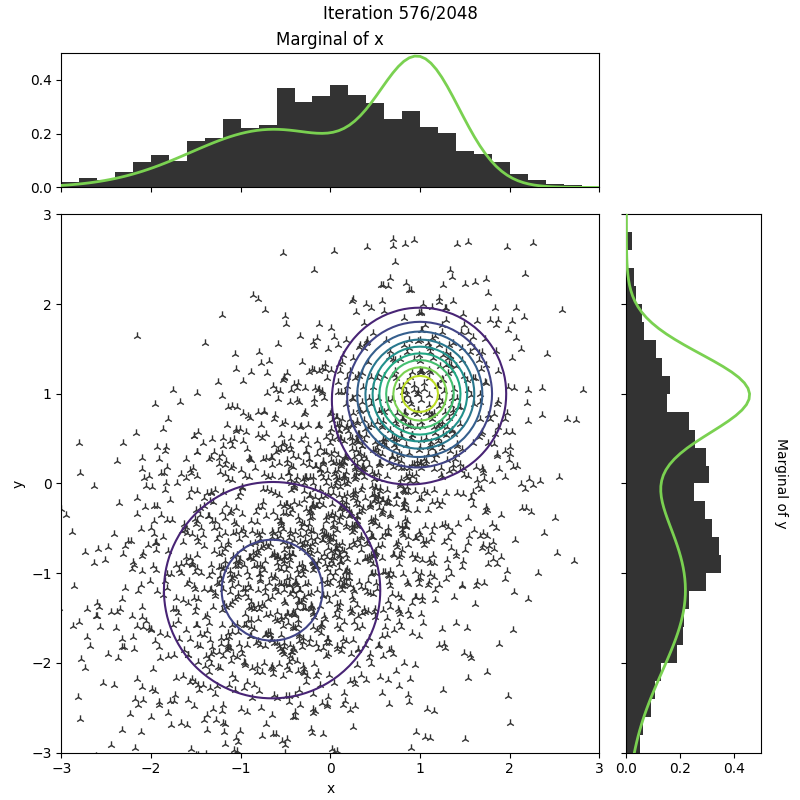 Iteration 576/2048
Marginal of x
0.4
0.2
0.0
3
2
1
0
−1
−2
−3
y
−3 −2 −1 0 1 2 3
x
0.0 0.2 0.4
Marginal of y